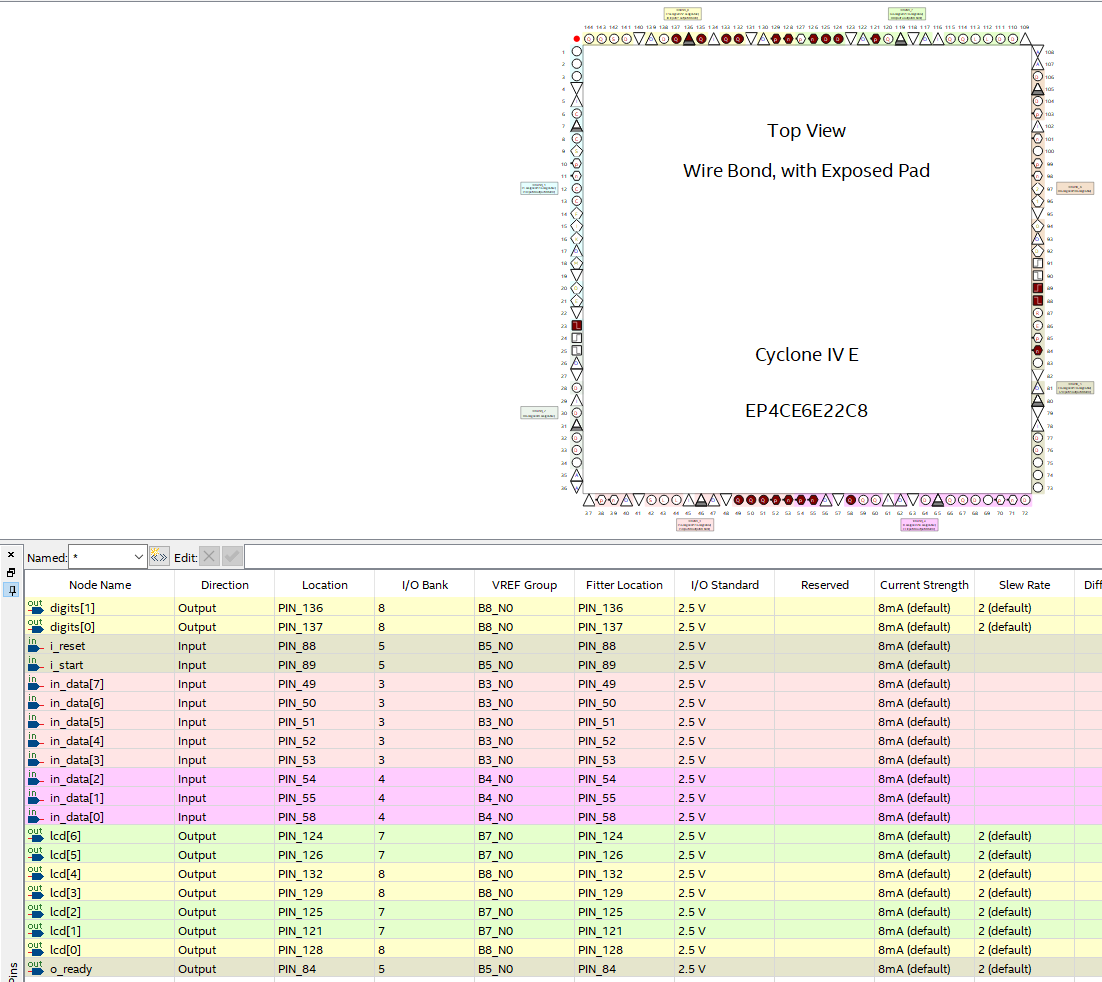 144 143 142 141 140 139 138 137 136 135 134 133 132 131 130 129 128 127 126 125 124 123 122 121 120 119 118 117 116 115 114 113 112 111 110 109
1
2
3
4
5
6
7
8
9
10
11
12
13
14
15
16
17
18
19
20
21
22
23
24
25
26
27
28
29
30
31
32
33
34
35
36
Top View
Wire Bond, with Exposed Pad
Cyclone IV E
EP4CE6E22C8
108
107
106
105
104
103
102
101
100
99
98
97
96
95
94
93
92
91
90
89
88
87
86
85
84
83
82
81
80
79
78
77
76
75
74
73
37 38 39 40 41 42 43 44 45 46 47 48 49 50 51 52 53 54 55 56 57 58 59 60 61 62 63 64 65 66 67 68 69 70 71 72
Named: * «» Edit:
Node Name Direction Location I/O Bank VREF Group Fitter Location I/O Standard Reserved Current Strength Slew Rate Diff
out digits[1] Output PIN_136 8 B8_N0 PIN_136 2.5 V 8mA (default) 2 (default)
out digits[0] Output PIN_137 8 B8_N0 PIN_137 2.5 V 8mA (default) 2 (default)
in i_reset Input PIN_88 5 B5_N0 PIN_88 2.5 V 8mA (default)
in i_start Input PIN_89 5 B5_N0 PIN_89 2.5 V 8mA (default)
in in_data[7] Input PIN_49 3 B3_N0 PIN_49 2.5 V 8mA (default)
in in_data[6] Input PIN_50 3 B3_N0 PIN_50 2.5 V 8mA (default)
in in_data[5] Input PIN_51 3 B3_N0 PIN_51 2.5 V 8mA (default)
in in_data[4] Input PIN_52 3 B3_N0 PIN_52 2.5 V 8mA (default)
in in_data[3] Input PIN_53 3 B3_N0 PIN_53 2.5 V 8mA (default)
in in_data[2] Input PIN_54 4 B4_N0 PIN_54 2.5 V 8mA (default)
in in_data[1] Input PIN_55 4 B4_N0 PIN_55 2.5 V 8mA (default)
in in_data[0] Input PIN_58 4 B4_N0 PIN_58 2.5 V 8mA (default)
out lcd[6] Output PIN_124 7 B7_N0 PIN_124 2.5 V 8mA (default) 2 (default)
out lcd[5] Output PIN_126 7 B7_N0 PIN_126 2.5 V 8mA (default) 2 (default)
out lcd[4] Output PIN_132 8 B8_N0 PIN_132 2.5 V 8mA (default) 2 (default)
out lcd[3] Output PIN_129 8 B8_N0 PIN_129 2.5 V 8mA (default) 2 (default)
out lcd[2] Output PIN_125 7 B7_N0 PIN_125 2.5 V 8mA (default) 2 (default)
out lcd[1] Output PIN_121 7 B7_N0 PIN_121 2.5 V 8mA (default) 2 (default)
out lcd[0] Output PIN_128 8 B8_N0 PIN_128 2.5 V 8mA (default) 2 (default)
out o_ready Output PIN_84 5 B5_N0 PIN_84 2.5 V 8mA (default) 2 (default)
Pins